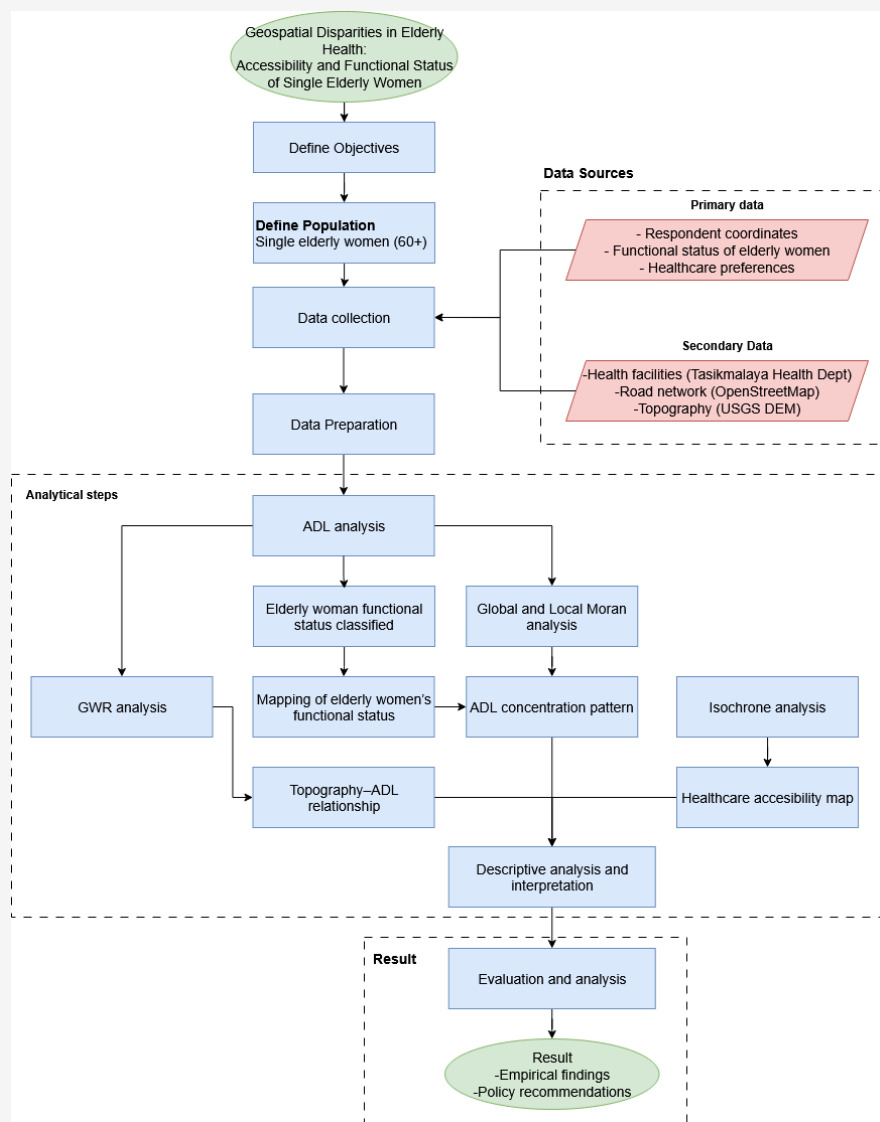 Geospatial Disparities in Elderly
Health:
Accessibility and Functional Status
of Single Elderly Women
Define Objectives
Define Population
Single elderly women (60+)
Data collection
Data Preparation
Data Sources
Primary data
- Respondent coordinates
- Functional status of elderly women
- Healthcare preferences
Secondary Data
-Health facilities (Tasikmalaya Health Dept)
-Road network (OpenStreetMap)
-Topography (USGS DEM)
Analytical steps
ADL analysis
Elderly woman functional
status classified
Global and Local Moran
analysis
GWR analysis
Mapping of elderly women's
functional status
ADL concentration pattern
Isochrone analysis
Topography–ADL
relationship
Healthcare accesibility map
Descriptive analysis and
interpretation
Result
Evaluation and analysis
Result
-Empirical findings
-Policy recommendations